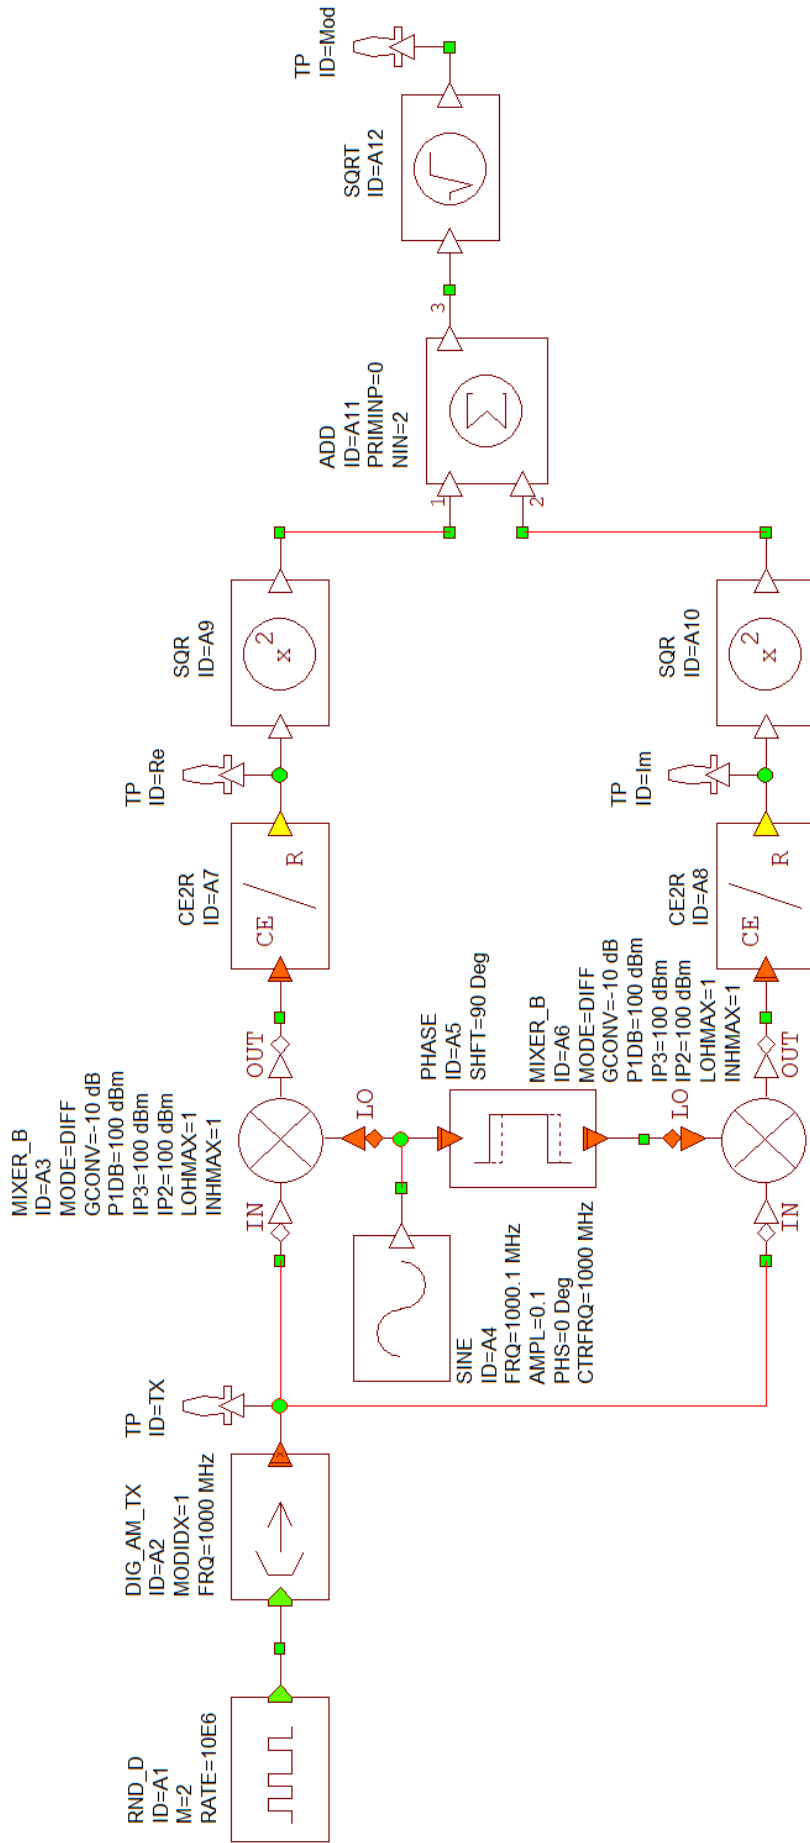 RND_D
ID=A1
M=2
RATE=10E6
DIG_AM_TX
ID=A2
MODIDX=1
FRQ=1000 MHz
TP
ID=TX
MIXER_B
ID=A3
MODE=DIFF
GCONV=-10 dB
P1DB=100 dBm
IP3=100 dBm
IP2=100 dBm
LOHMAX=1
INHMAX=1
IN
OUT
LO
SINE
ID=A4
FRQ=1000.1 MHz
AMPL=0.1
PHS=0 Deg
CTRFRQ=1000 MHz
PHASE
ID=A5
SHFT=90 Deg
MIXER_B
ID=A6
MODE=DIFF
GCONV=-10 dB
P1DB=100 dBm
IP3=100 dBm
IP2=100 dBm
LOHMAX=1
INHMAX=1
IN
OUT
LO
CE2R
ID=A7
CE
R
TP
ID=Re
CE2R
ID=A8
CE
R
TP
ID=Im
SQR
ID=A9
x²
SQR
ID=A10
x²
ADD
ID=A11
PRIMINP=0
NIN=2
1
2
3
Σ
SQRT
ID=A12
√
TP
ID=Mod